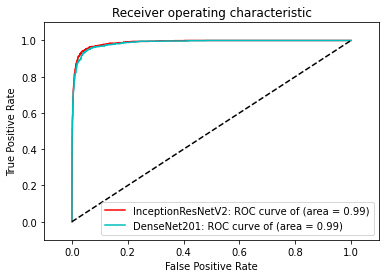 Receiver operating characteristic
True Positive Rate
1.0
0.8
0.6
0.4
0.2
0.0
InceptionResNetV2: ROC curve of (area = 0.99)
DenseNet201: ROC curve of (area = 0.99)
0.0 0.2 0.4 0.6 0.8 1.0
False Positive Rate